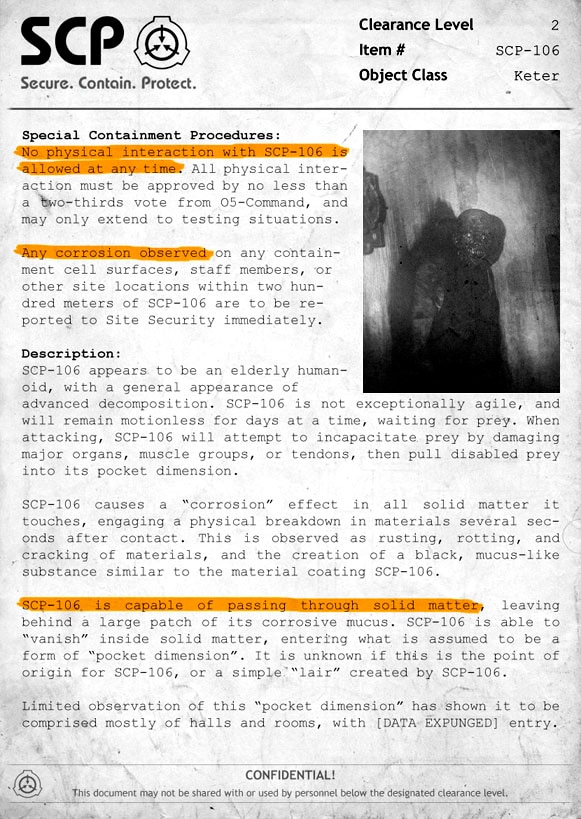 SCP
Secure. Contain. Protect.
Clearance Level 2
Item # SCP-106
Object Class Keter
Special Containment Procedures:
No physical interaction with SCP-106 is
allowed at any time. All physical inter-
action must be approved by no less than
a two-thirds vote from O5-Command, and
may only extend to testing situations.
Any corrosion observed on any contain-
ment cell surfaces, staff members, or
other site locations within two hun-
dred meters of SCP-106 are to be re-
ported to Site Security immediately.
Description:
SCP-106 appears to be an elderly human-
oid, with a general appearance of
advanced decomposition. SCP-106 is not exceptionally agile, and
will remain motionless for days at a time, waiting for prey. When
attacking, SCP-106 will attempt to incapacitate prey by damaging
major organs, muscle groups, or tendons, then pull disabled prey
into its pocket dimension.
SCP-106 causes a “corrosion” effect in all solid matter it
touches, engaging a physical breakdown in materials several sec-
onds after contact. This is observed as rusting, rotting, and
cracking of materials, and the creation of a black, mucus-like
substance similar to the material coating SCP-106.
SCP-106 is capable of passing through solid matter, leaving
behind a large patch of its corrosive mucus. SCP-106 is able to
“vanish” inside solid matter, entering what is assumed to be a
form of “pocket dimension”. It is unknown if this is the point of
origin for SCP-106, or a simple “lair” created by SCP-106.
Limited observation of this “pocket dimension” has shown it to be
comprised mostly of halls and rooms, with [DATA EXPUNGED] entry.
CONFIDENTIAL!
This document may not be shared with or used by personnel below the designated clearance level.